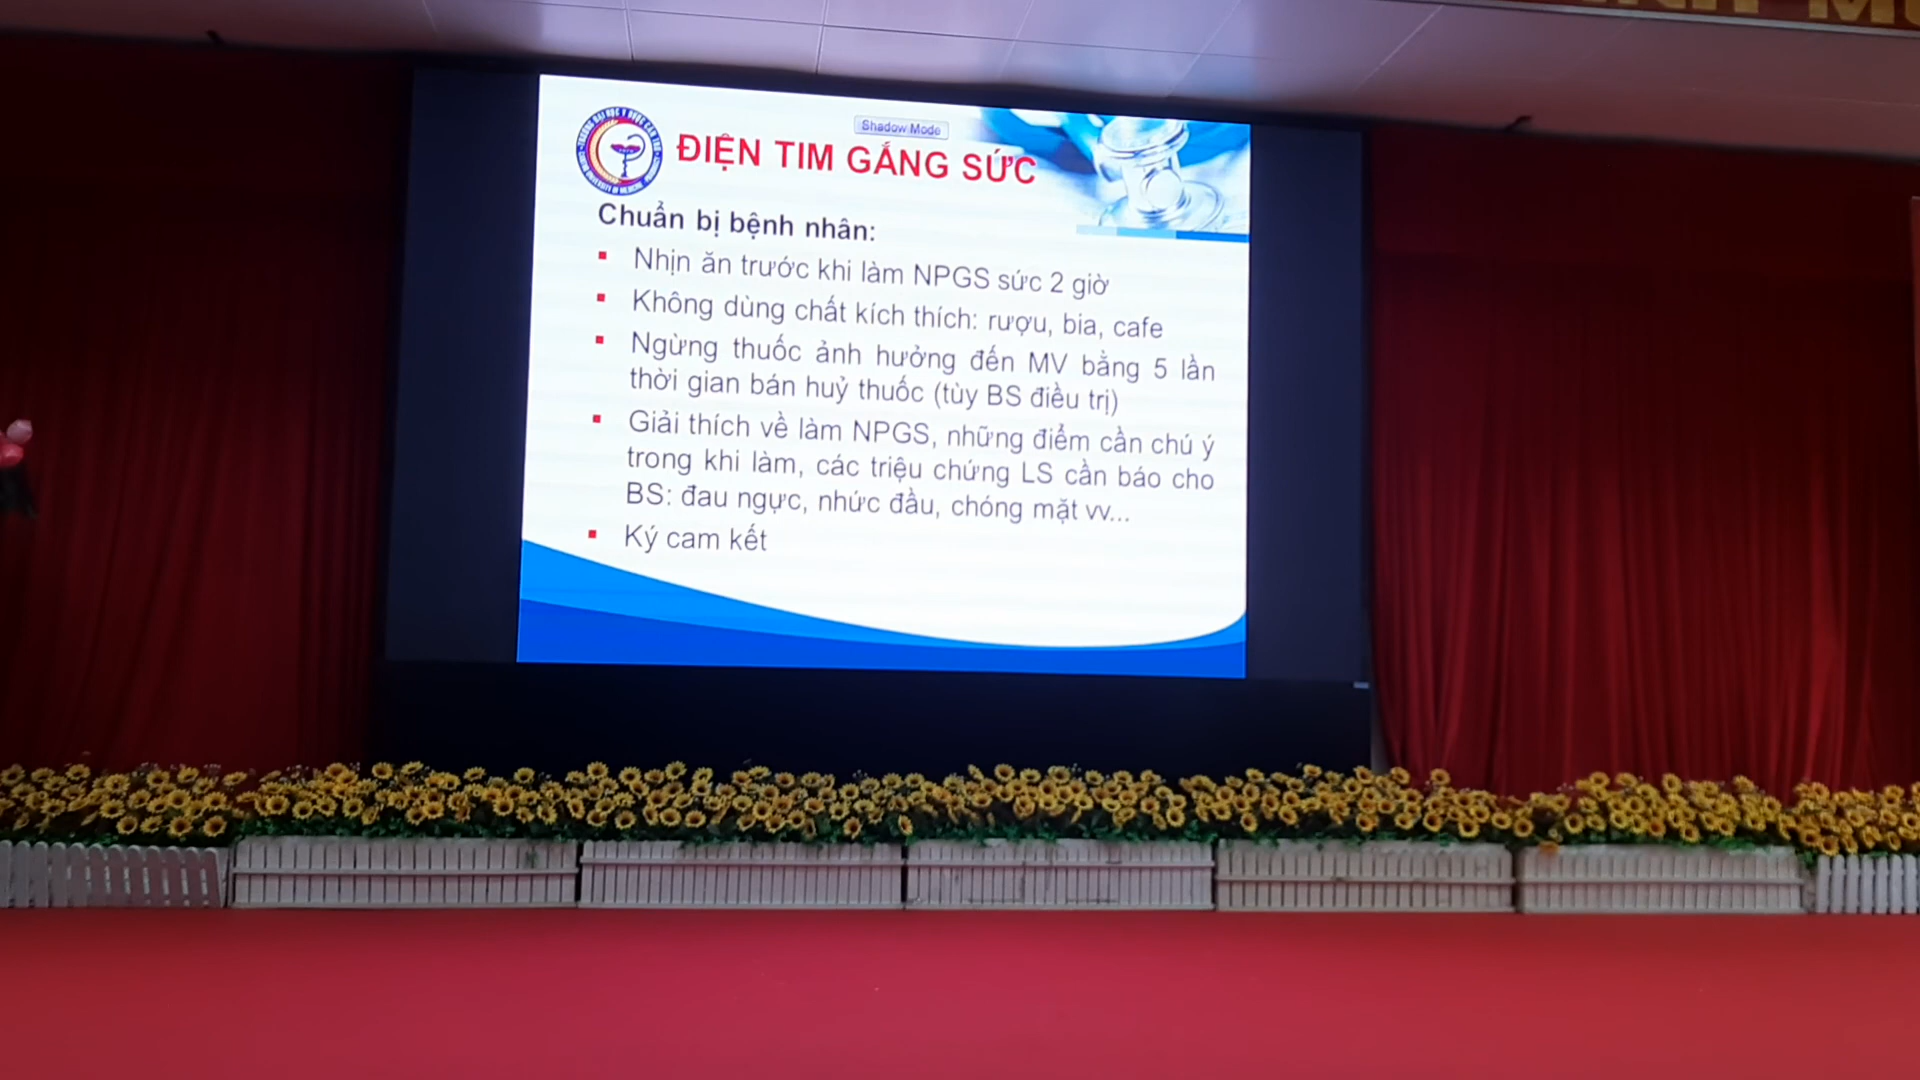 Shadow Mode
ĐIỆN TIM GẮNG SỨC
Chuẩn bị bệnh nhân:
Nhịn ăn trước khi làm NPGS sức 2 giờ
Không dùng chất kích thích: rượu, bia, cafe
Ngừng thuốc ảnh hưởng đến MV bằng 5 lần
thời gian bán huỷ thuốc (tùy BS điều trị)
Giải thích về làm NPGS, những điểm cần chú ý
trong khi làm, các triệu chứng LS cần báo cho
BS: đau ngực, nhức đầu, chóng mặt vv...
Ký cam kết